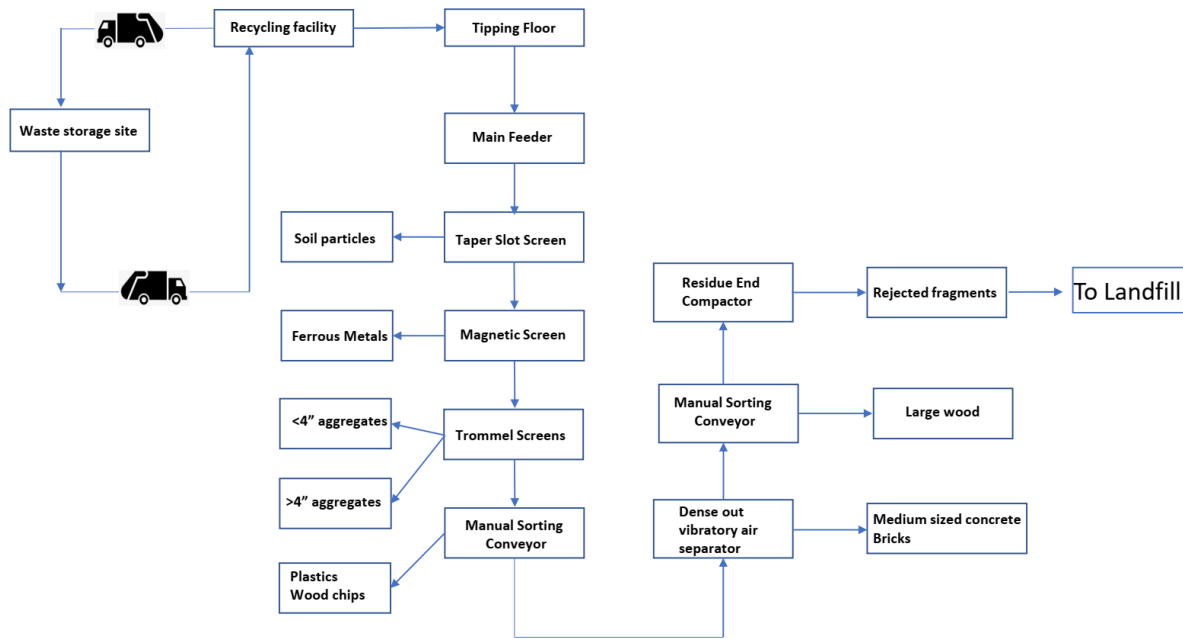 Recycling facility
Tipping Floor
Waste storage site
Main Feeder
Soil particles
Taper Slot Screen
Ferrous Metals
Magnetic Screen
<4” aggregates
Trommel Screens
>4” aggregates
Manual Sorting
Conveyor
Plastics
Wood chips
Residue End
Compactor
Rejected fragments
To Landfill
Manual Sorting
Conveyor
Large wood
Dense out
vibratory air
separator
Medium sized concrete
Bricks